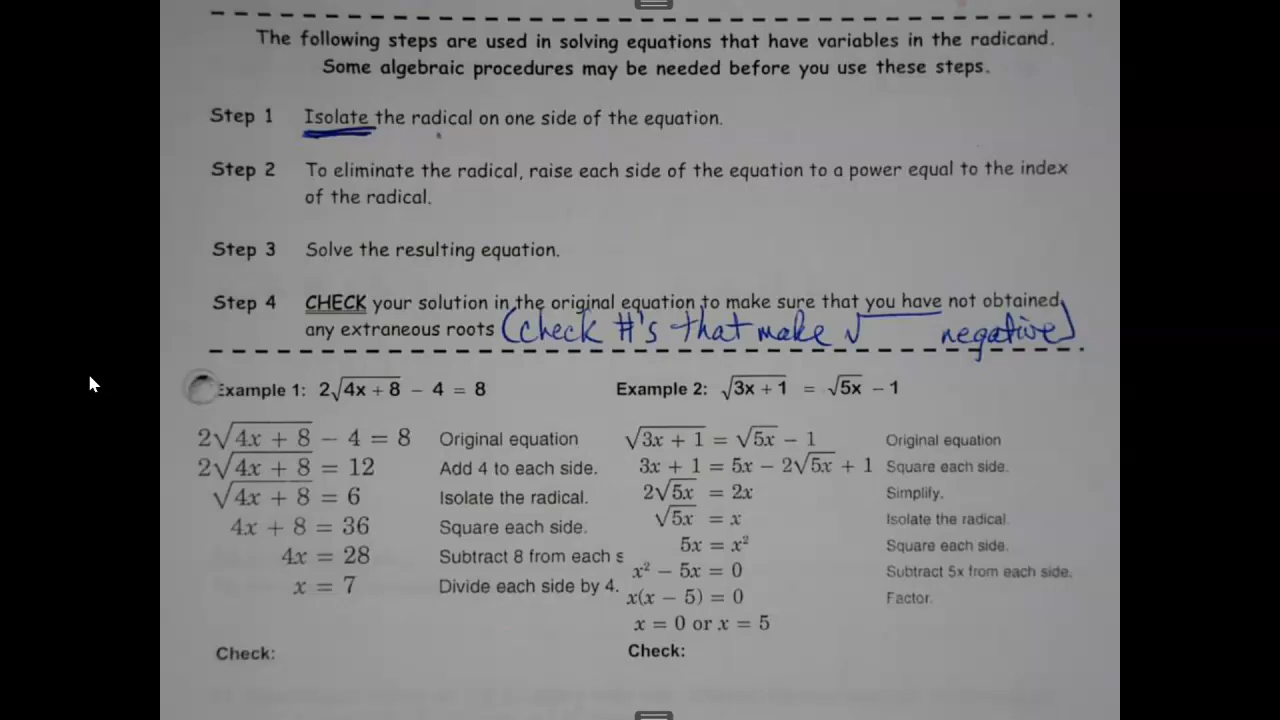 The following steps are used in solving equations that have variables in the radicand.
Some algebraic procedures may be needed before you use these steps.
Step 1 Isolate the radical on one side of the equation.
Step 2 To eliminate the radical, raise each side of the equation to a power equal to the index
of the radical.
Step 3 Solve the resulting equation.
Step 4 CHECK your solution in the original equation to make sure that you have not obtained
any extraneous roots (check #'s that make √ negative)
Example 1: 2√(4x + 8) − 4 = 8
2√(4x + 8) − 4 = 8 Original equation
2√(4x + 8) = 12 Add 4 to each side.
√(4x + 8) = 6 Isolate the radical.
4x + 8 = 36 Square each side.
4x = 28 Subtract 8 from each s
x = 7 Divide each side by 4.
Check:
Example 2: √(3x + 1) = √(5x) − 1
√(3x + 1) = √(5x) − 1 Original equation
3x + 1 = 5x − 2√(5x) + 1 Square each side.
2√(5x) = 2x Simplify.
√(5x) = x Isolate the radical.
5x = x² Square each side.
x² − 5x = 0 Subtract 5x from each side.
x(x − 5) = 0 Factor.
x = 0 or x = 5
Check: